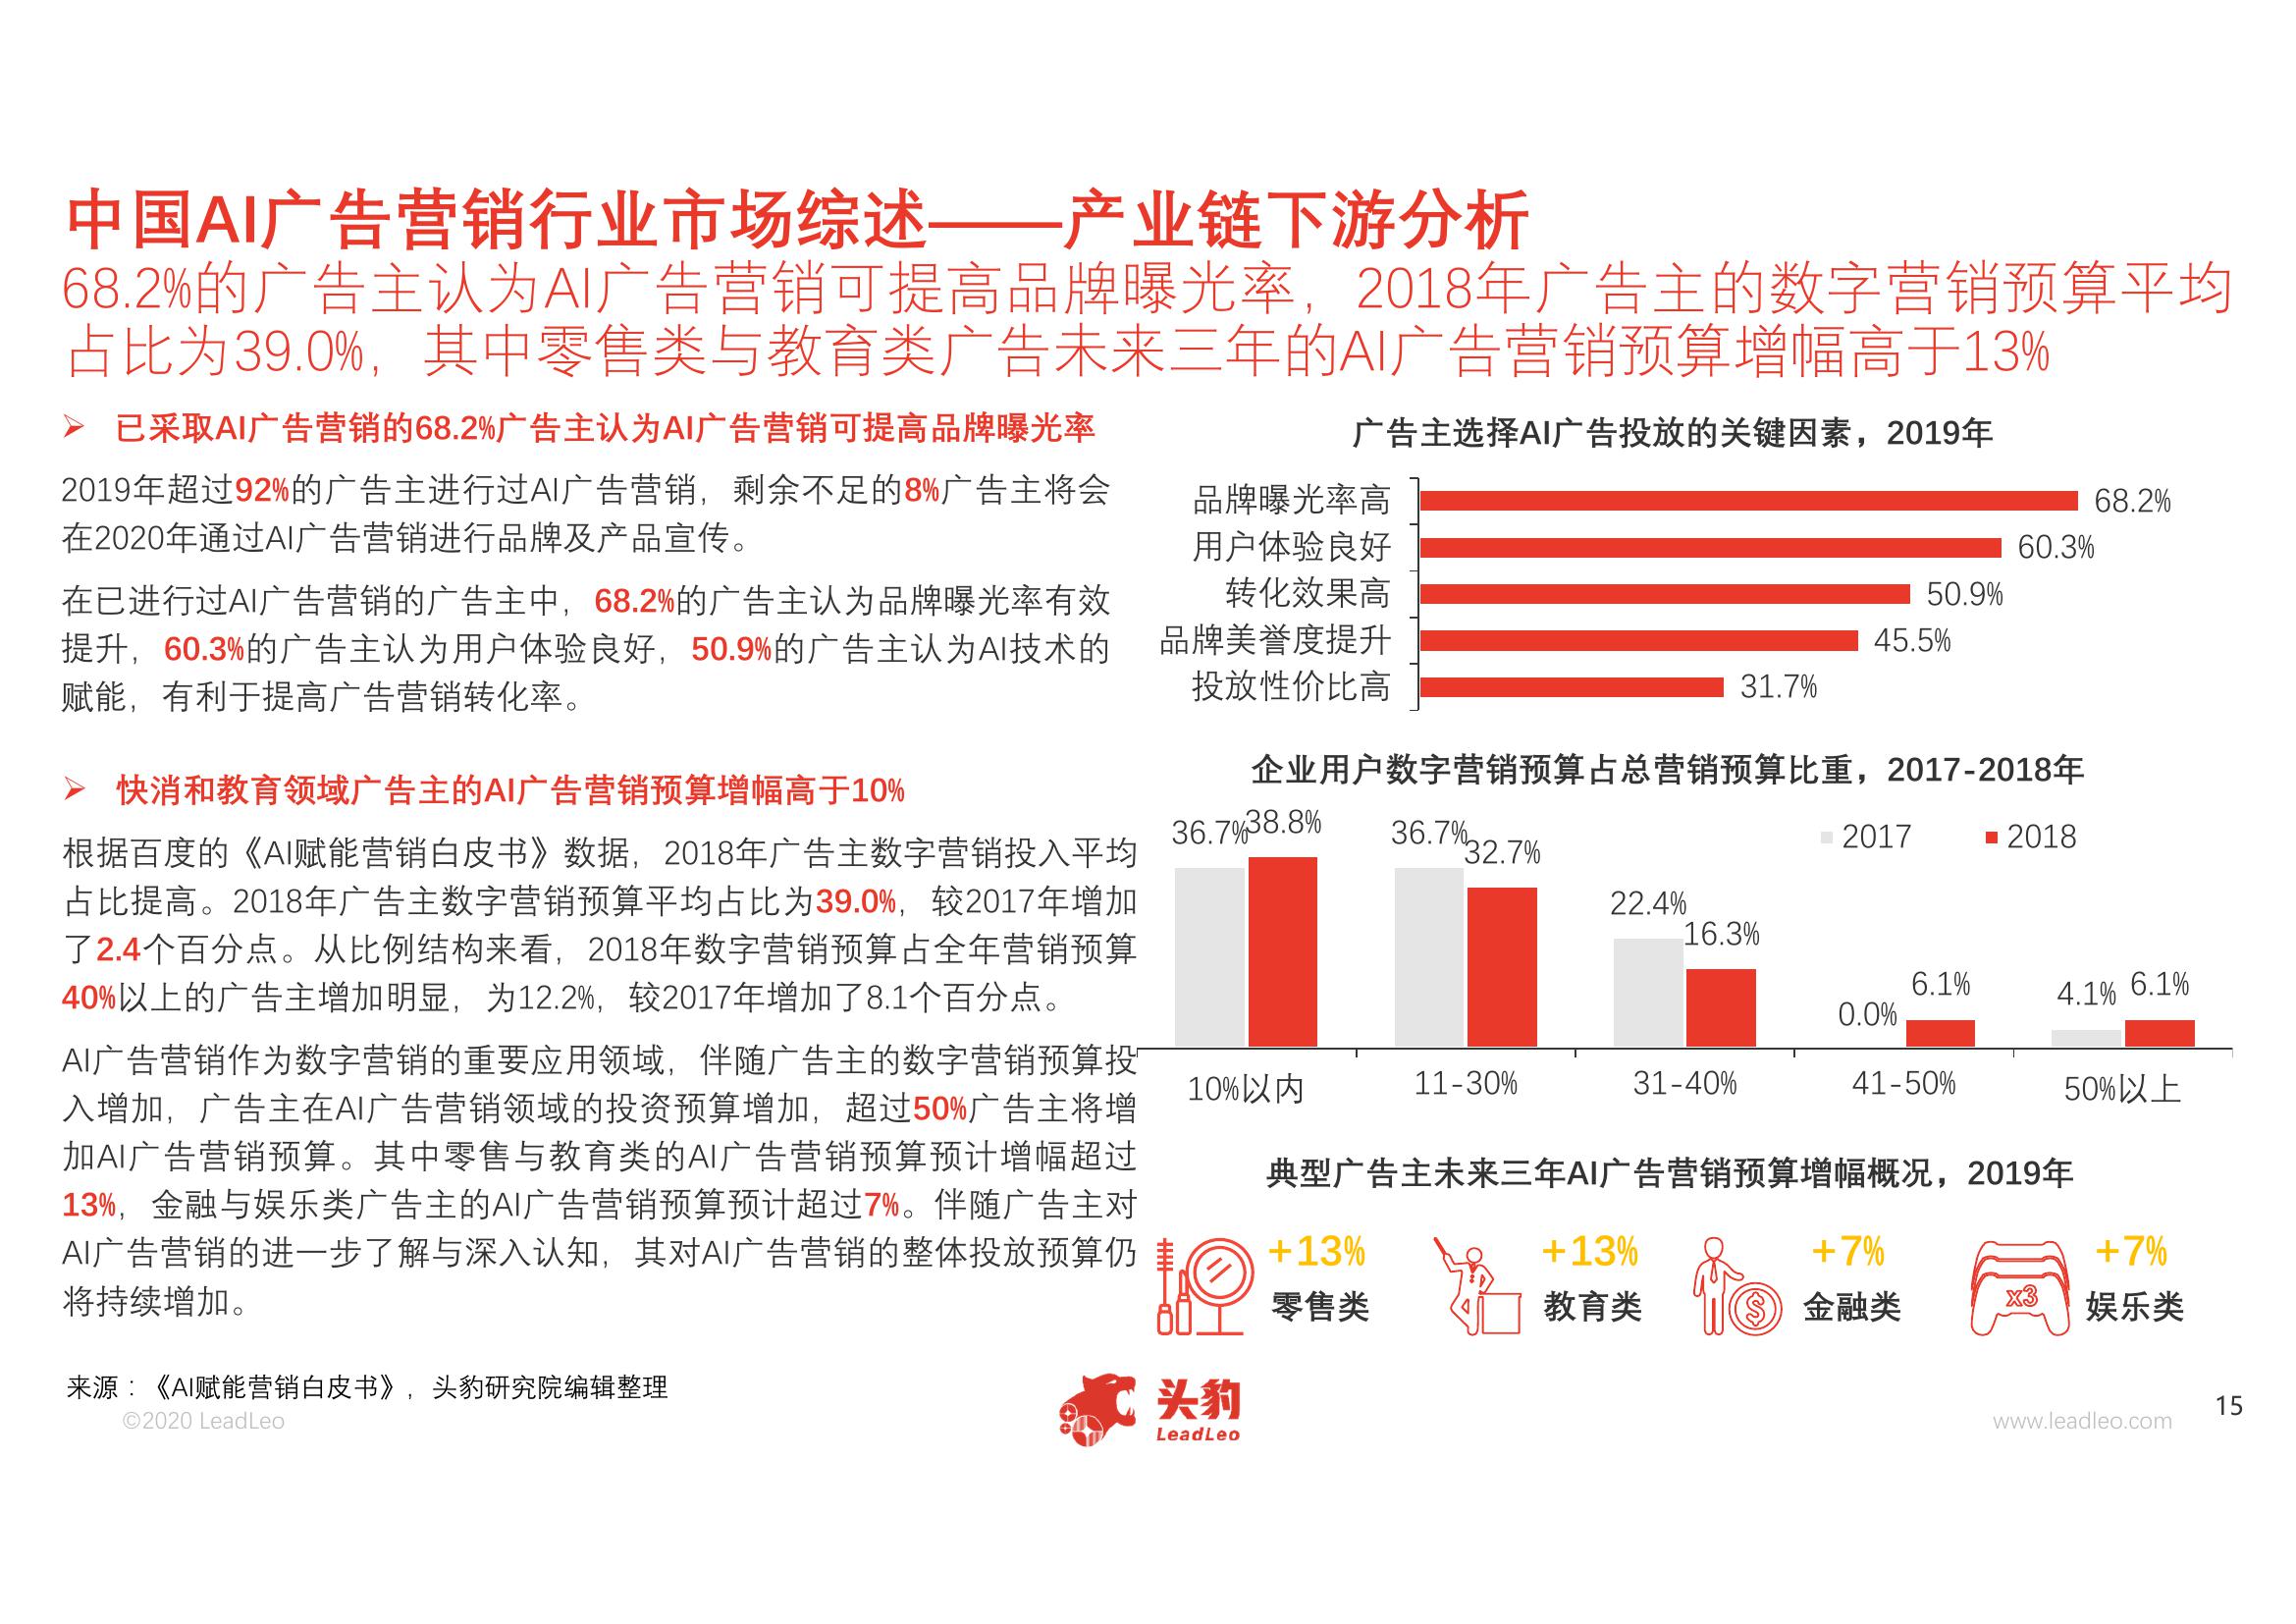 中国AI广告营销行业市场综述——产业链下游分析
68.2%的广告主认为AI广告营销可提高品牌曝光率，2018年广告主的数字营销预算平均
占比为39.0%，其中零售类与教育类广告未来三年的AI广告营销预算增幅高于13%
➢ 已采取AI广告营销的68.2%广告主认为AI广告营销可提高品牌曝光率
2019年超过92%的广告主进行过AI广告营销，剩余不足的8%广告主将会
在2020年通过AI广告营销进行品牌及产品宣传。
在已进行过AI广告营销的广告主中，68.2%的广告主认为品牌曝光率有效
提升，60.3%的广告主认为用户体验良好，50.9%的广告主认为AI技术的
赋能，有利于提高广告营销转化率。
➢ 快消和教育领域广告主的AI广告营销预算增幅高于10%
根据百度的《AI赋能营销白皮书》数据，2018年广告主数字营销投入平均
占比提高。2018年广告主数字营销预算平均占比为39.0%，较2017年增加
了2.4个百分点。从比例结构来看，2018年数字营销预算占全年营销预算
40%以上的广告主增加明显，为12.2%，较2017年增加了8.1个百分点。
AI广告营销作为数字营销的重要应用领域，伴随广告主的数字营销预算投
入增加，广告主在AI广告营销领域的投资预算增加，超过50%广告主将增
加AI广告营销预算。其中零售与教育类的AI广告营销预算预计增幅超过
13%，金融与娱乐类广告主的AI广告营销预算预计超过7%。伴随广告主对
AI广告营销的进一步了解与深入认知，其对AI广告营销的整体投放预算仍
将持续增加。
广告主选择AI广告投放的关键因素，2019年
品牌曝光率高 68.2%
用户体验良好 60.3%
转化效果高 50.9%
品牌美誉度提升 45.5%
投放性价比高 31.7%
企业用户数字营销预算占总营销预算比重，2017-2018年
2017 2018
36.7% 38.8% 36.7% 32.7% 22.4% 16.3% 0.0% 6.1% 4.1% 6.1%
10%以内 11-30% 31-40% 41-50% 50%以上
典型广告主未来三年AI广告营销预算增幅概况，2019年
+13% +13% +7% +7%
x3
零售类 教育类 金融类 娱乐类
来源：《AI赋能营销白皮书》，头豹研究院编辑整理
©2020 LeadLeo
头豹
LeadLeo
www.leadleo.com
15